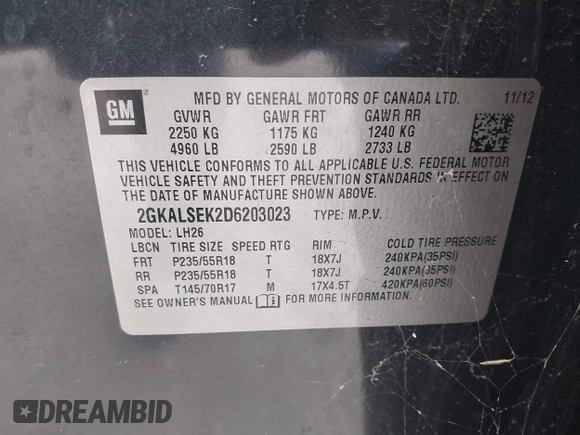 GM
MFD BY GENERAL MOTORS OF CANADA LTD. 11/12
GVWR GAWR FRT GAWR RR
2250 KG 1175 KG 1240 KG
4960 LB 2590 LB 2733 LB
THIS VEHICLE CONFORMS TO ALL APPLICABLE U.S. FEDERAL MOTOR
VEHICLE SAFETY AND THEFT PREVENTION STANDARDS IN EFFECT ON
THE DATE OF MANUFACTURE SHOWN ABOVE.
2GKALSEK2D6203023 TYPE: M.P.V.
MODEL: LH26
LBCN TIRE SIZE SPEED RTG RIM COLD TIRE PRESSURE
FRT P235/55R18 T 18X7J 240KPA(35PSI)
RR P235/55R18 T 18X7J 240KPA(35PSI)
SPA T145/70R17 M 17X4.5T 420KPA(60PSI)
SEE OWNER'S MANUAL FOR MORE INFORMATION
DREAMBID